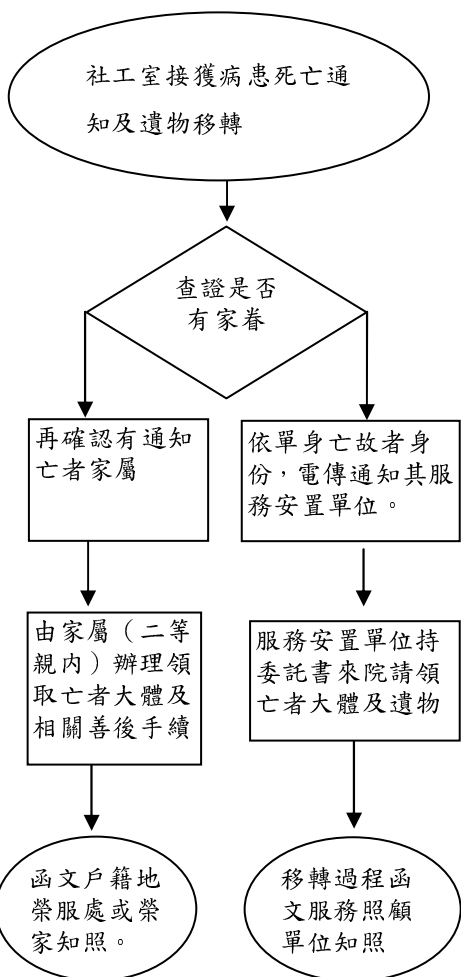 社工室接獲病患死亡通
知及遺物移轉
查證是否
有家眷
再確認有通知
亡者家屬
依單身亡故者身
份，電傳通知其服
務安置單位。
由家屬（二等
親內）辦理領
取亡者大體及
相關善後手續
服務安置單位持
委託書來院請領
亡者大體及遺物
函文戶籍地
榮服處或榮
家知照。
移轉過程函
文服務照顧
單位知照